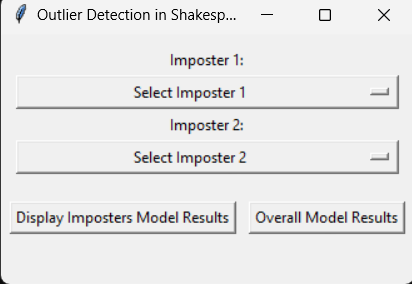 Outlier Detection in Shakesp...
Imposter 1:
Select Imposter 1
Imposter 2:
Select Imposter 2
Display Imposters Model Results Overall Model Results